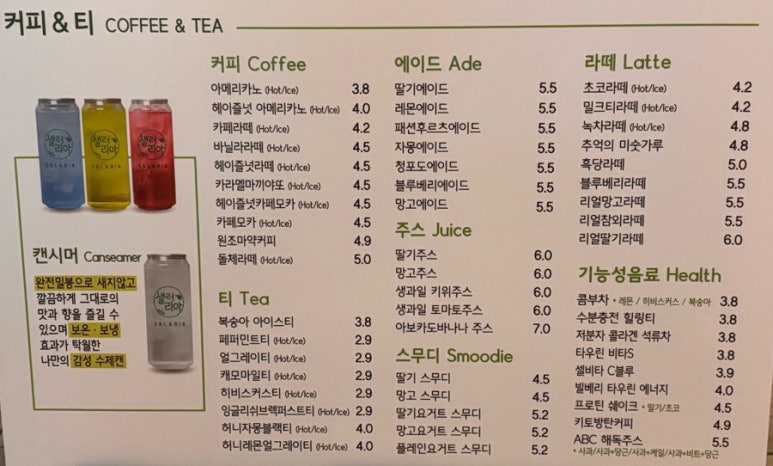 커피&티 COFFEE & TEA
커피 Coffee
아메리카노 (Hot/Ice) 3.8
헤이즐넛 아메리카노 (Hot/Ice) 4.0
카페라떼 (Hot/Ice) 4.2
바닐라라떼 (Hot/Ice) 4.5
헤이즐넛라떼 (Hot/Ice) 4.5
카라멜마끼야또 (Hot/Ice) 4.5
헤이즐넛카페모카 (Hot/Ice) 4.5
카페모카 (Hot/Ice) 4.5
원조마약커피 4.9
돌체라떼 (Hot/Ice) 5.0
티 Tea
복숭아 아이스티 3.8
페퍼민트티 (Hot/Ice) 2.9
얼그레이티 (Hot/Ice) 2.9
캐모마일티 (Hot/Ice) 2.9
히비스커스티 (Hot/Ice) 2.9
잉글리쉬브렉퍼스트티 (Hot/Ice) 2.9
허니자몽블랙티 (Hot/Ice) 4.0
허니레몬얼그레이티 (Hot/Ice) 4.0
에이드 Ade
딸기에이드 5.5
레몬에이드 5.5
패션후르츠에이드 5.5
자몽에이드 5.5
청포도에이드 5.5
블루베리에이드 5.5
망고에이드 5.5
주스 Juice
딸기주스 6.0
망고주스 6.0
생과일 키위주스 6.0
생과일 토마토주스 6.0
아보카도바나나 주스 7.0
스무디 Smoodie
딸기 스무디 4.5
망고 스무디 4.5
딸기요거트 스무디 5.2
망고요거트 스무디 5.2
플레인요거트 스무디 5.2
라떼 Latte
초코라떼 (Hot/Ice) 4.2
밀크티라떼 (Hot/Ice) 4.2
녹차라떼 (Hot/Ice) 4.8
추억의 미숫가루 4.8
흑당라떼 5.0
블루베리라떼 5.5
리얼망고라떼 5.5
리얼참외라떼 5.5
리얼딸기라떼 6.0
기능성음료 Health
콤부차 * 레몬 / 히비스커스 / 복숭아 3.8
수분충전 힐링티 3.8
저분자 콜라겐 석류차 3.8
타우린 비타S 3.8
셀비타 C블루 3.9
빌베리 타우린 에너지 4.0
프로틴 쉐이크 * 딸기/초코 4.5
키토방탄커피 4.9
ABC 해독주스 5.5
* 사과/사과+당근/사과+케일/사과+비트+당근
샐러리아
SALARIA
샐러리아
SALARIA
샐러리아
SALARIA
캔시머 Canseamer
완전밀봉으로 새지않고
깔끔하게 그대로의
맛과 향을 즐길 수
있으며 보온·보냉
효과가 탁월한
나만의 감성 수제캔
샐러리아
SALARIA